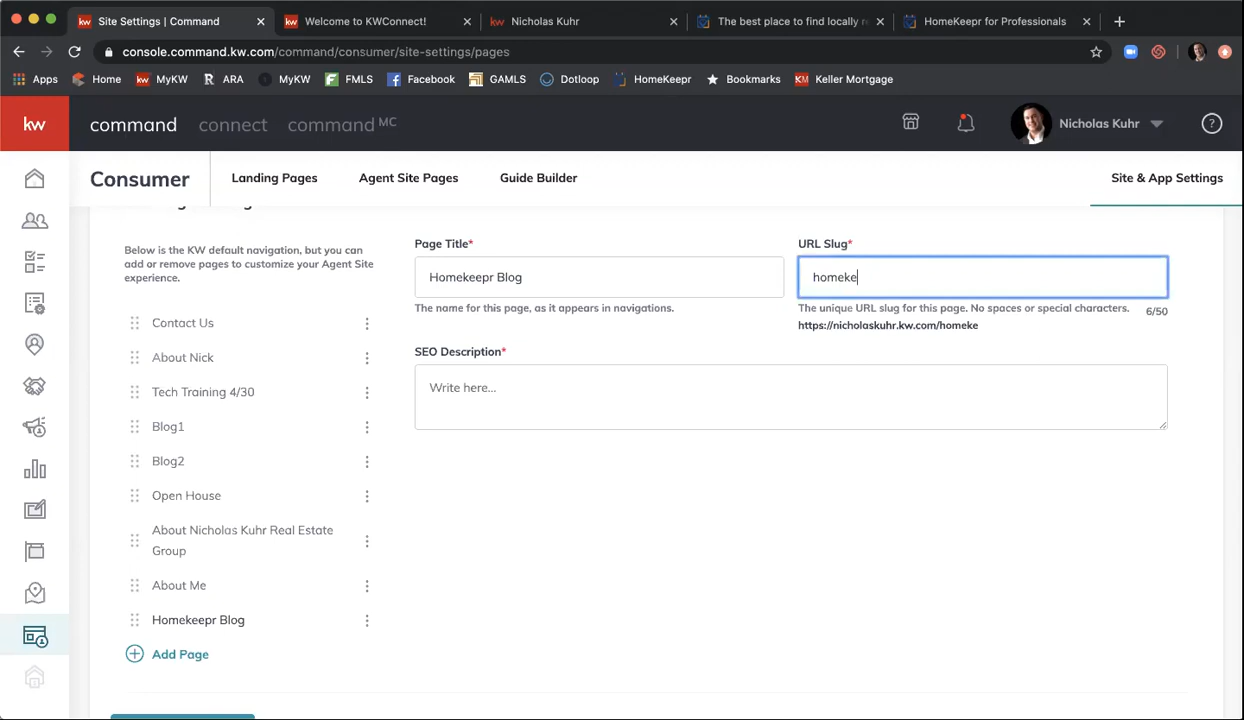 Site Settings | Command
Welcome to KWConnect!
Nicholas Kuhr
The best place to find locally r
HomeKeepr for Professionals
console.command.kw.com/command/consumer/site-settings/pages
Apps
Home
MyKW
ARA
MyKW
FMLS
Facebook
GAMLS
Dotloop
HomeKeepr
Bookmarks
Keller Mortgage
kw
command
connect
command MC
Nicholas Kuhr
Consumer
Landing Pages
Agent Site Pages
Guide Builder
Site & App Settings
Below is the KW default navigation, but you can
add or remove pages to customize your Agent Site
experience.
Contact Us
About Nick
Tech Training 4/30
Blog1
Blog2
Open House
About Nicholas Kuhr Real Estate
Group
About Me
Homekeepr Blog
Add Page
Page Title*
Homekeepr Blog
The name for this page, as it appears in navigations.
URL Slug*
homeke
The unique URL slug for this page. No spaces or special characters.
6/50
https://nicholaskuhr.kw.com/homeke
SEO Description*
Write here...